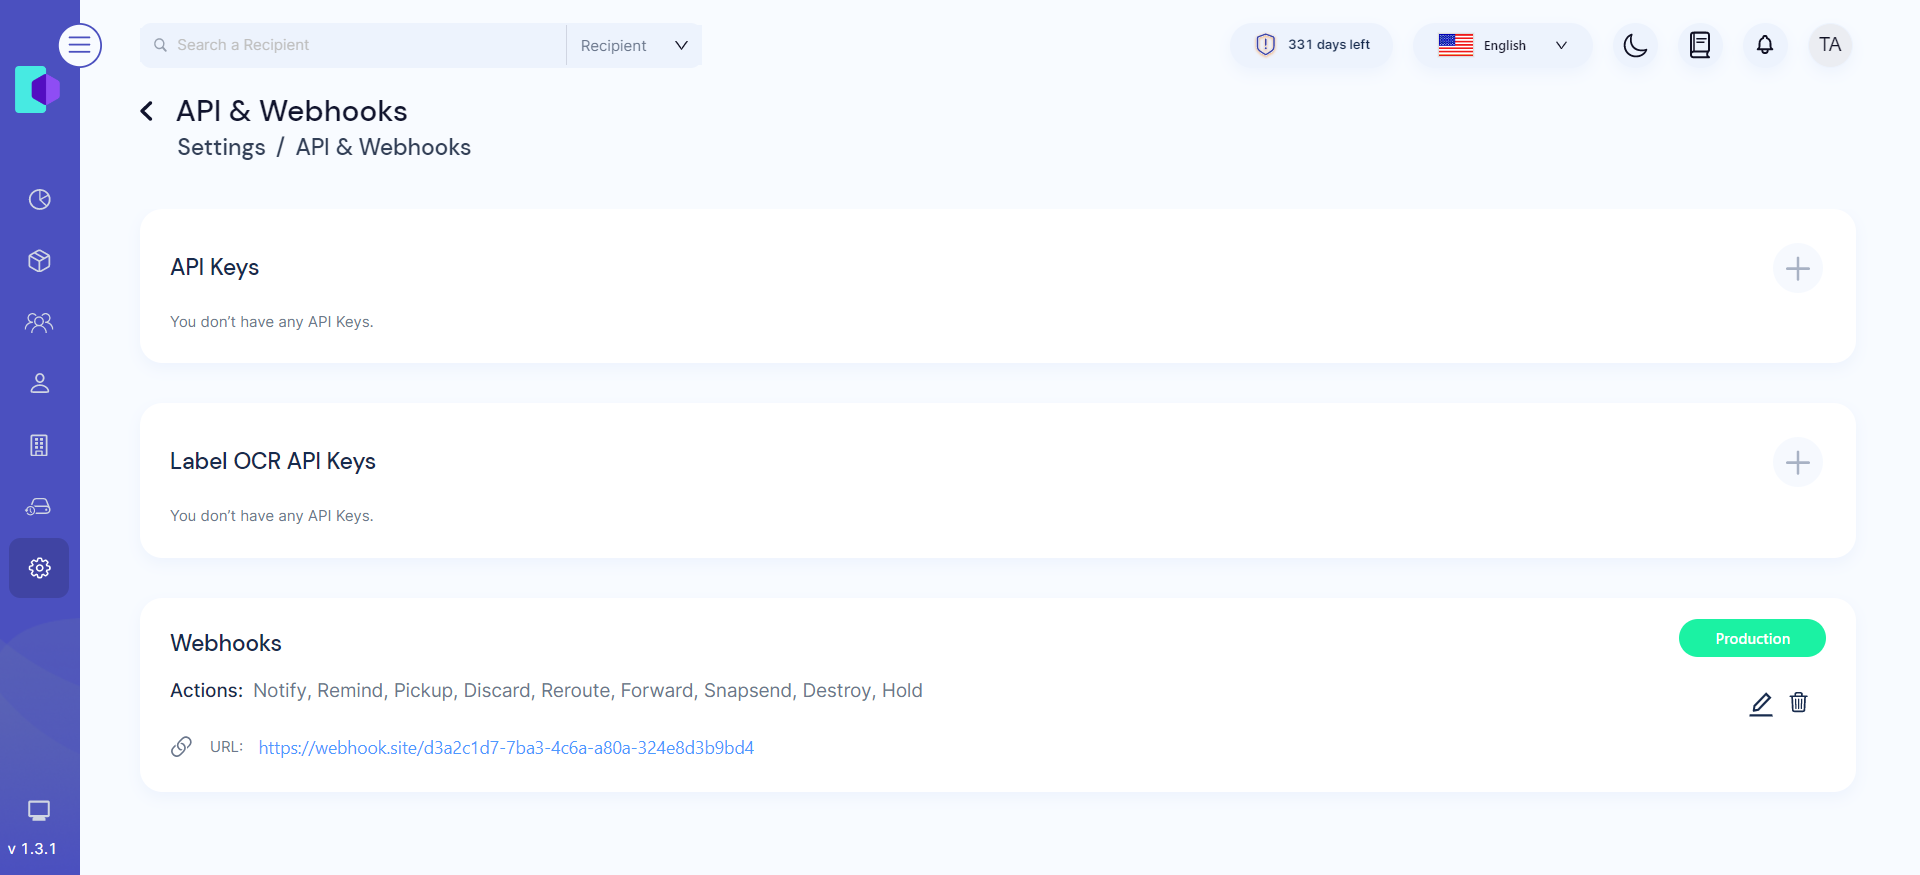 Search a Recipient
Recipient
331 days left
English
TA
API & Webhooks
Settings / API & Webhooks
API Keys
You don't have any API Keys.
Label OCR API Keys
You don't have any API Keys.
Webhooks
Production
Actions: Notify, Remind, Pickup, Discard, Reroute, Forward, Snapsend, Destroy, Hold
URL: https://webhook.site/d3a2c1d7-7ba3-4c6a-a80a-324e8d3b9bd4
v 1.3.1